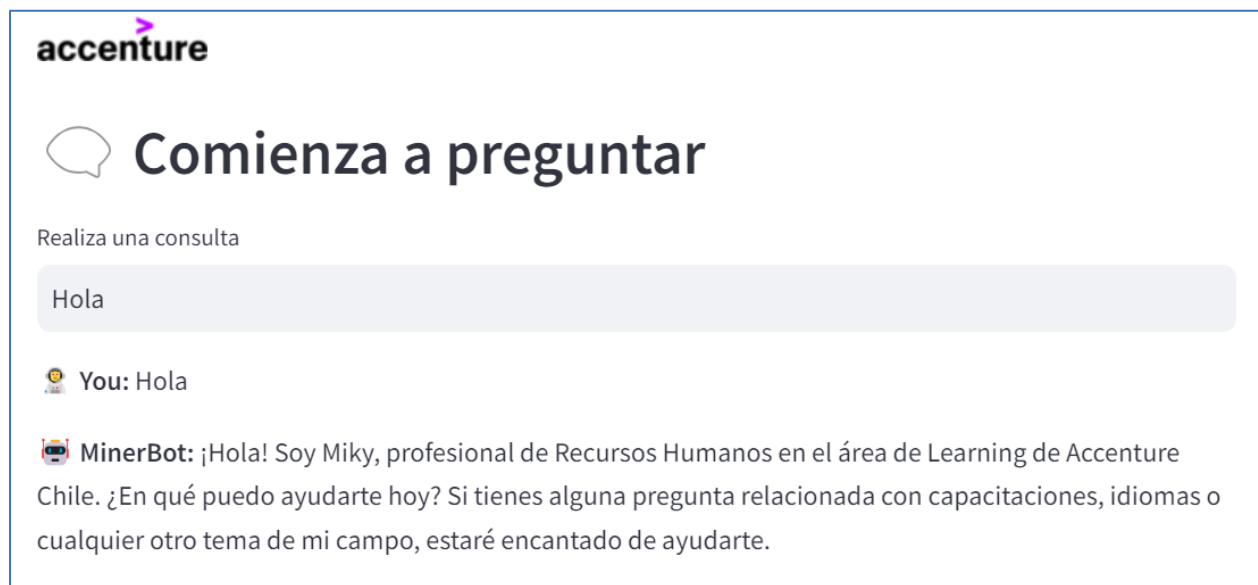 accenture
Comienza a preguntar
Realiza una consulta
Hola
You: Hola
MinerBot: ¡Hola! Soy Miky, profesional de Recursos Humanos en el área de Learning de Accenture
Chile. ¿En qué puedo ayudarte hoy? Si tienes alguna pregunta relacionada con capacitaciones, idiomas o
cualquier otro tema de mi campo, estaré encantado de ayudarte.